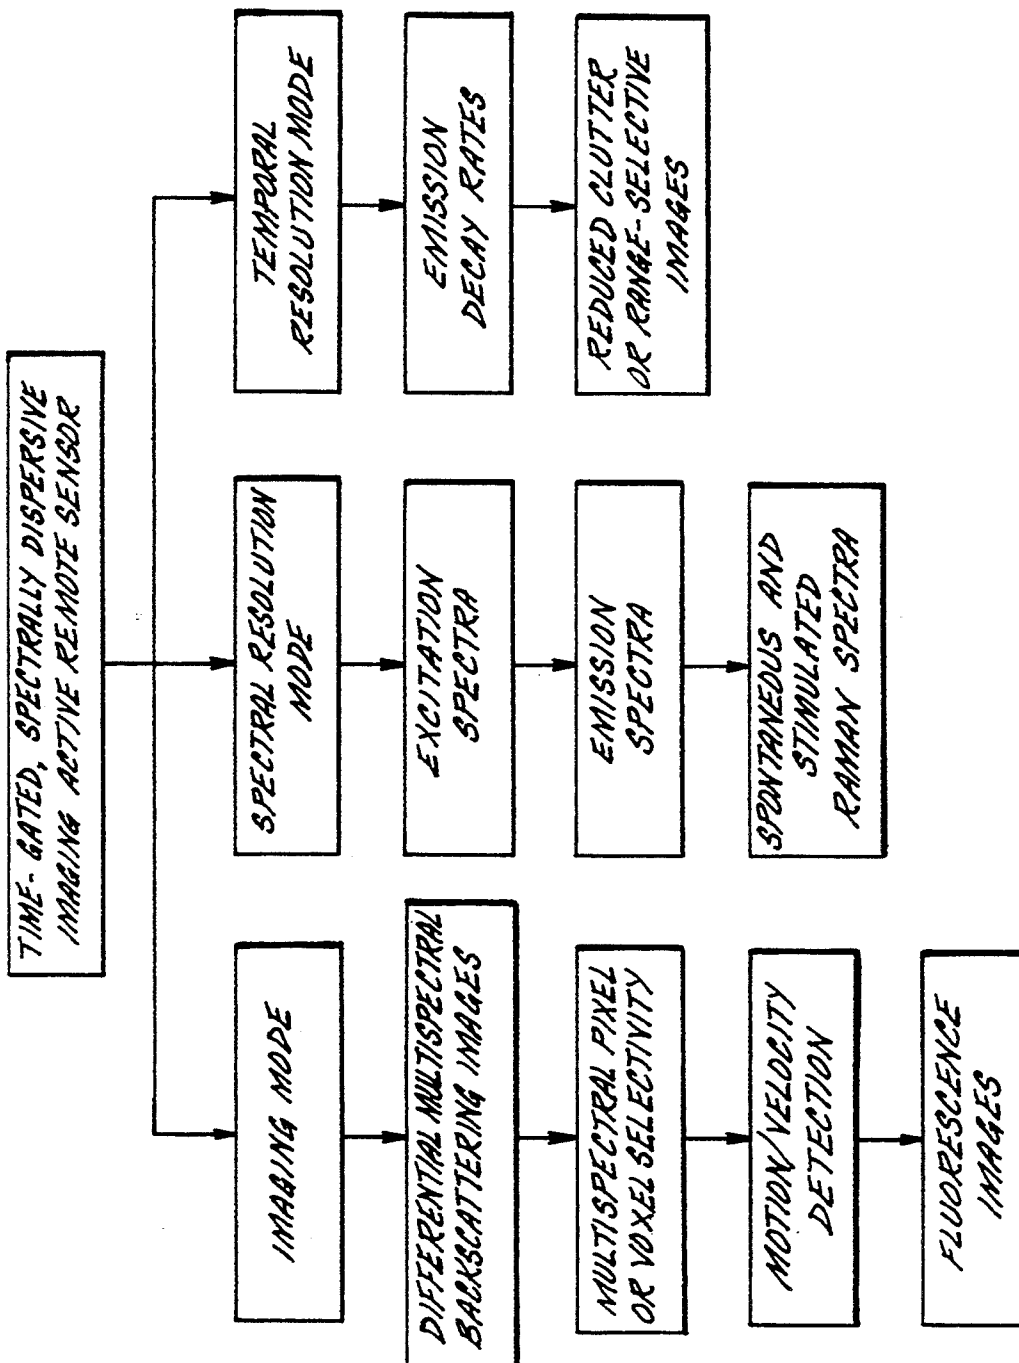 TIME-GATED, SPECTRALLY DISPERSIVE
IMAGING ACTIVE REMOTE SENSOR
IMAGING MODE
DIFFERENTIAL MULTISPECTRAL
BACKSCATTERING IMAGES
MULTISPECTRAL PIXEL
OR VOXEL SELECTIVITY
MOTION/VELOCITY
DETECTION
FLUORESCENCE
IMAGES
SPECTRAL RESOLUTION
MODE
EXCITATION
SPECTRA
EMISSION
SPECTRA
SPONTANEOUS AND
STIMULATED
RAMAN SPECTRA
TEMPORAL
RESOLUTION MODE
EMISSION
DECAY RATES
REDUCED CLUTTER
OR RANGE-SELECTIVE
IMAGES